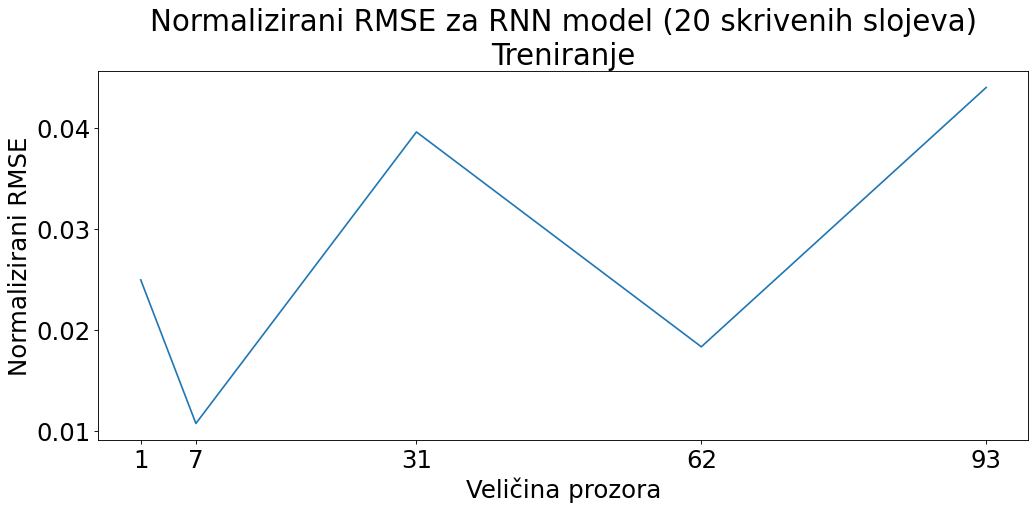 Normalizirani RMSE za RNN model (20 skrivenih slojeva)
Treniranje
Normalizirani RMSE
0.04
0.03
0.02
0.01
1 7 31 62 93
Veličina prozora